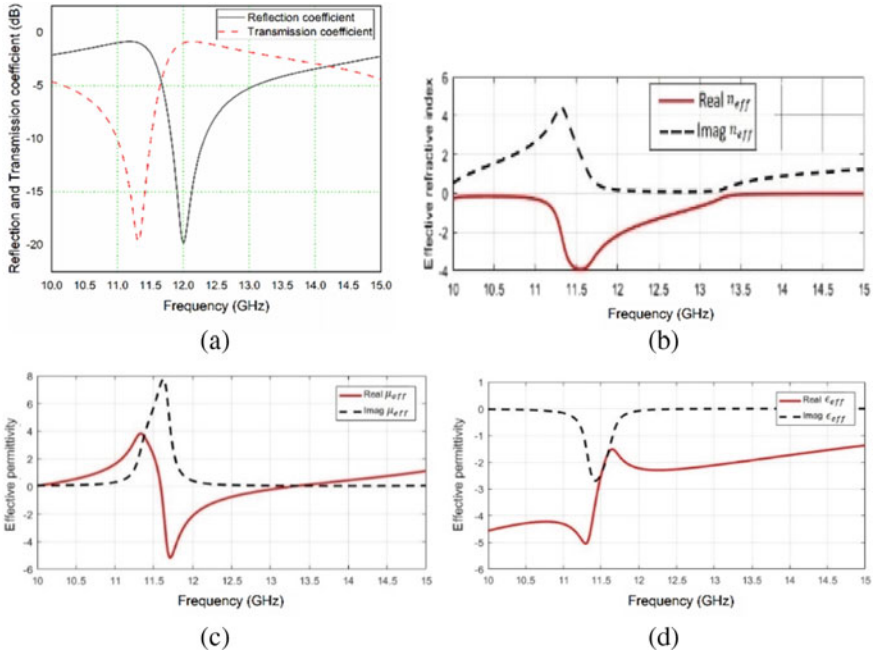 Reflection and Transmission coefficient (dB)
0
-5
-10
-15
-20
Reflection coefficient
Transmission coefficient
10.0 10.5 11.0 11.5 12.0 12.5 13.0 13.5 14.0 14.5 15.0
Frequency (GHz)
(a)
Effective refractive index
6
4
2
0
-2
-4
Real n_eff
Imag n_eff
10 10.5 11 11.5 12 12.5 13 13.5 14 14.5 15
Frequency (GHz)
(b)
Effective permittivity
8
6
4
2
0
-2
-4
-6
Real μ_eff
Imag μ_eff
10 10.5 11 11.5 12 12.5 13 13.5 14 14.5 15
Frequency (GHz)
(c)
Effective permittivity
1
0
-1
-2
-3
-4
-5
-6
Real ϵ_eff
Imag ϵ_eff
10 10.5 11 11.5 12 12.5 13 13.5 14 14.5 15
Frequency (GHz)
(d)